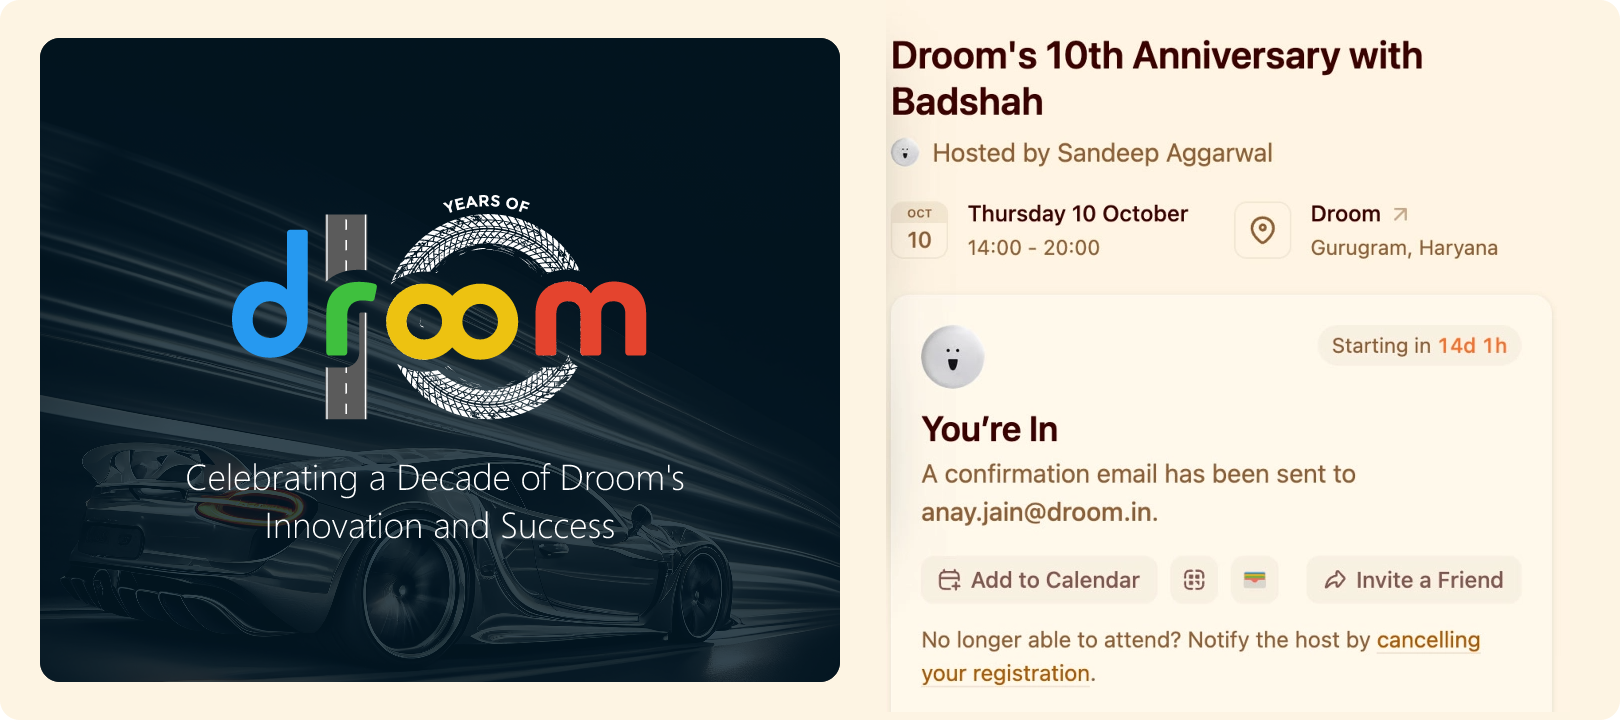 YEARS OF
droom
Celebrating a Decade of Droom's
Innovation and Success
Droom's 10th Anniversary with
Badshah
Hosted by Sandeep Aggarwal
OCT
10
Thursday 10 October
14:00 - 20:00
Droom
Gurugram, Haryana
Starting in 14d 1h
You’re In
A confirmation email has been sent to
anay.jain@droom.in.
Add to Calendar
Invite a Friend
No longer able to attend? Notify the host by cancelling
your registration.